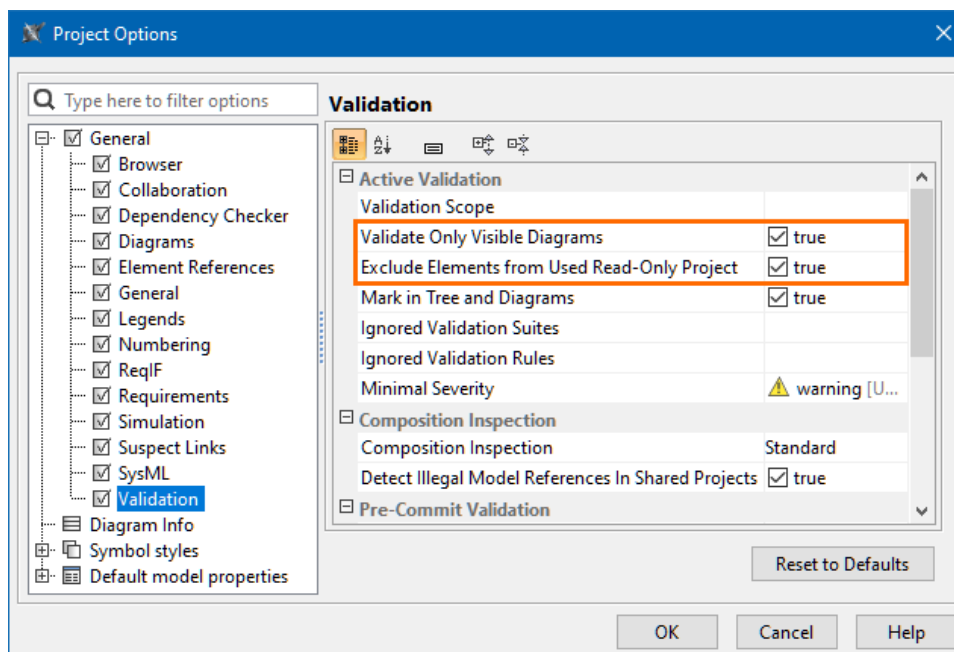 Project Options
Type here to filter options
General
Browser
Collaboration
Dependency Checker
Diagrams
Element References
General
Legends
Numbering
ReqIF
Requirements
Simulation
Suspect Links
SysML
Validation
Diagram Info
Symbol styles
Default model properties
Validation
Active Validation
Validation Scope
Validate Only Visible Diagrams true
Exclude Elements from Used Read-Only Project true
Mark in Tree and Diagrams true
Ignored Validation Suites
Ignored Validation Rules
Minimal Severity warning [U...
Composition Inspection
Composition Inspection Standard
Detect Illegal Model References In Shared Projects true
Pre-Commit Validation
Reset to Defaults
OK Cancel Help